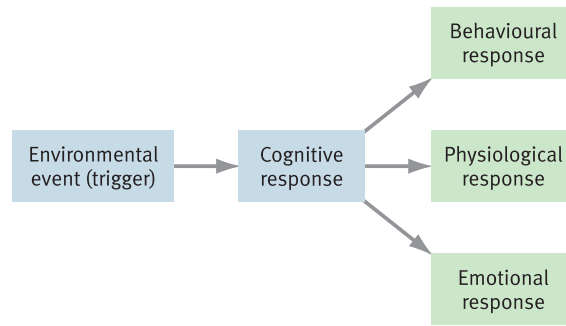 Environmental
event (trigger)
Cognitive
response
Behavioural
response
Physiological
response
Emotional
response